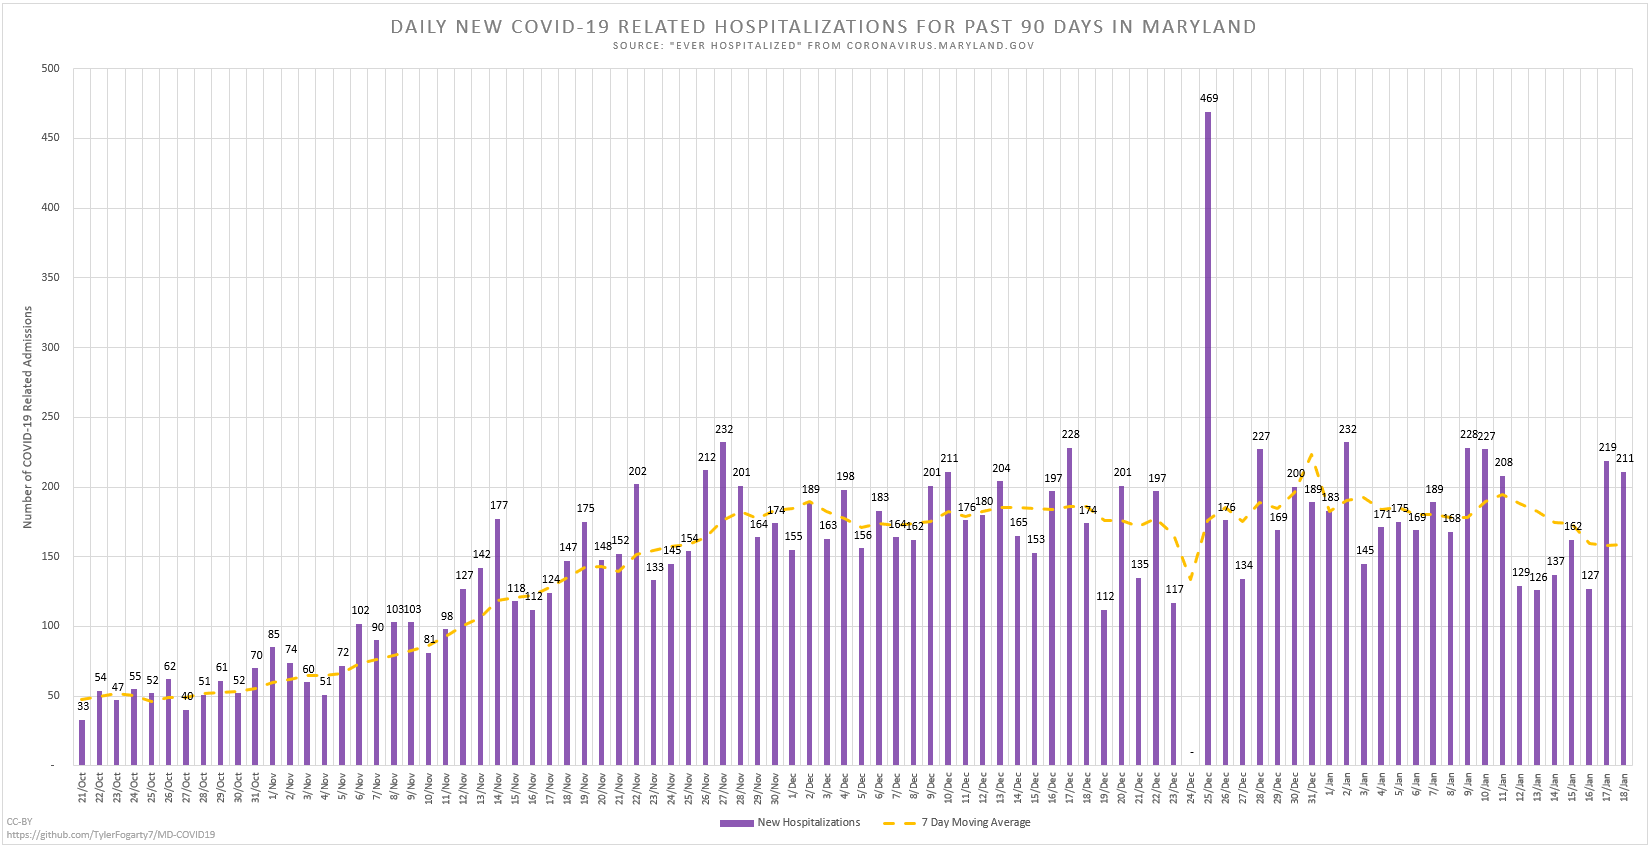 DAILY NEW COVID-19 RELATED HOSPITALIZATIONS FOR PAST 90 DAYS IN MARYLAND
SOURCE: "EVER HOSPITALIZED" FROM CORONAVIRUS.MARYLAND.GOV
Number of COVID-19 Related Admissions
500
450
400
350
300
250
200
150
100
50
-
33 54 47 55 52 62 40 51 61 52 70 85 74 60 51 72 102 90 103 103 81 98 127 142 177 118 112 124 147 175 148 152 202 133 145 154 212 232 201 164 174 155 189 163 198 156 183 164 162 201 211 176 180 204 165 153 197 228 174 112 201 135 197 117 - 469 176 134 227 169 200 189 183 232 145 171 175 169 189 168 228 227 208 129 126 137 162 127 219 211
21/Oct 22/Oct 23/Oct 24/Oct 25/Oct 26/Oct 27/Oct 28/Oct 29/Oct 30/Oct 31/Oct 1/Nov 2/Nov 3/Nov 4/Nov 5/Nov 6/Nov 7/Nov 8/Nov 9/Nov 10/Nov 11/Nov 12/Nov 13/Nov 14/Nov 15/Nov 16/Nov 17/Nov 18/Nov 19/Nov 20/Nov 21/Nov 22/Nov 23/Nov 24/Nov 25/Nov 26/Nov 27/Nov 28/Nov 29/Nov 30/Nov 1/Dec 2/Dec 3/Dec 4/Dec 5/Dec 6/Dec 7/Dec 8/Dec 9/Dec 10/Dec 11/Dec 12/Dec 13/Dec 14/Dec 15/Dec 16/Dec 17/Dec 18/Dec 19/Dec 20/Dec 21/Dec 22/Dec 23/Dec 24/Dec 25/Dec 26/Dec 27/Dec 28/Dec 29/Dec 30/Dec 31/Dec 1/Jan 2/Jan 3/Jan 4/Jan 5/Jan 6/Jan 7/Jan 8/Jan 9/Jan 10/Jan 11/Jan 12/Jan 13/Jan 14/Jan 15/Jan 16/Jan 17/Jan 18/Jan
New Hospitalizations 7 Day Moving Average
CC-BY
https://github.com/TylerFogarty7/MD-COVID19